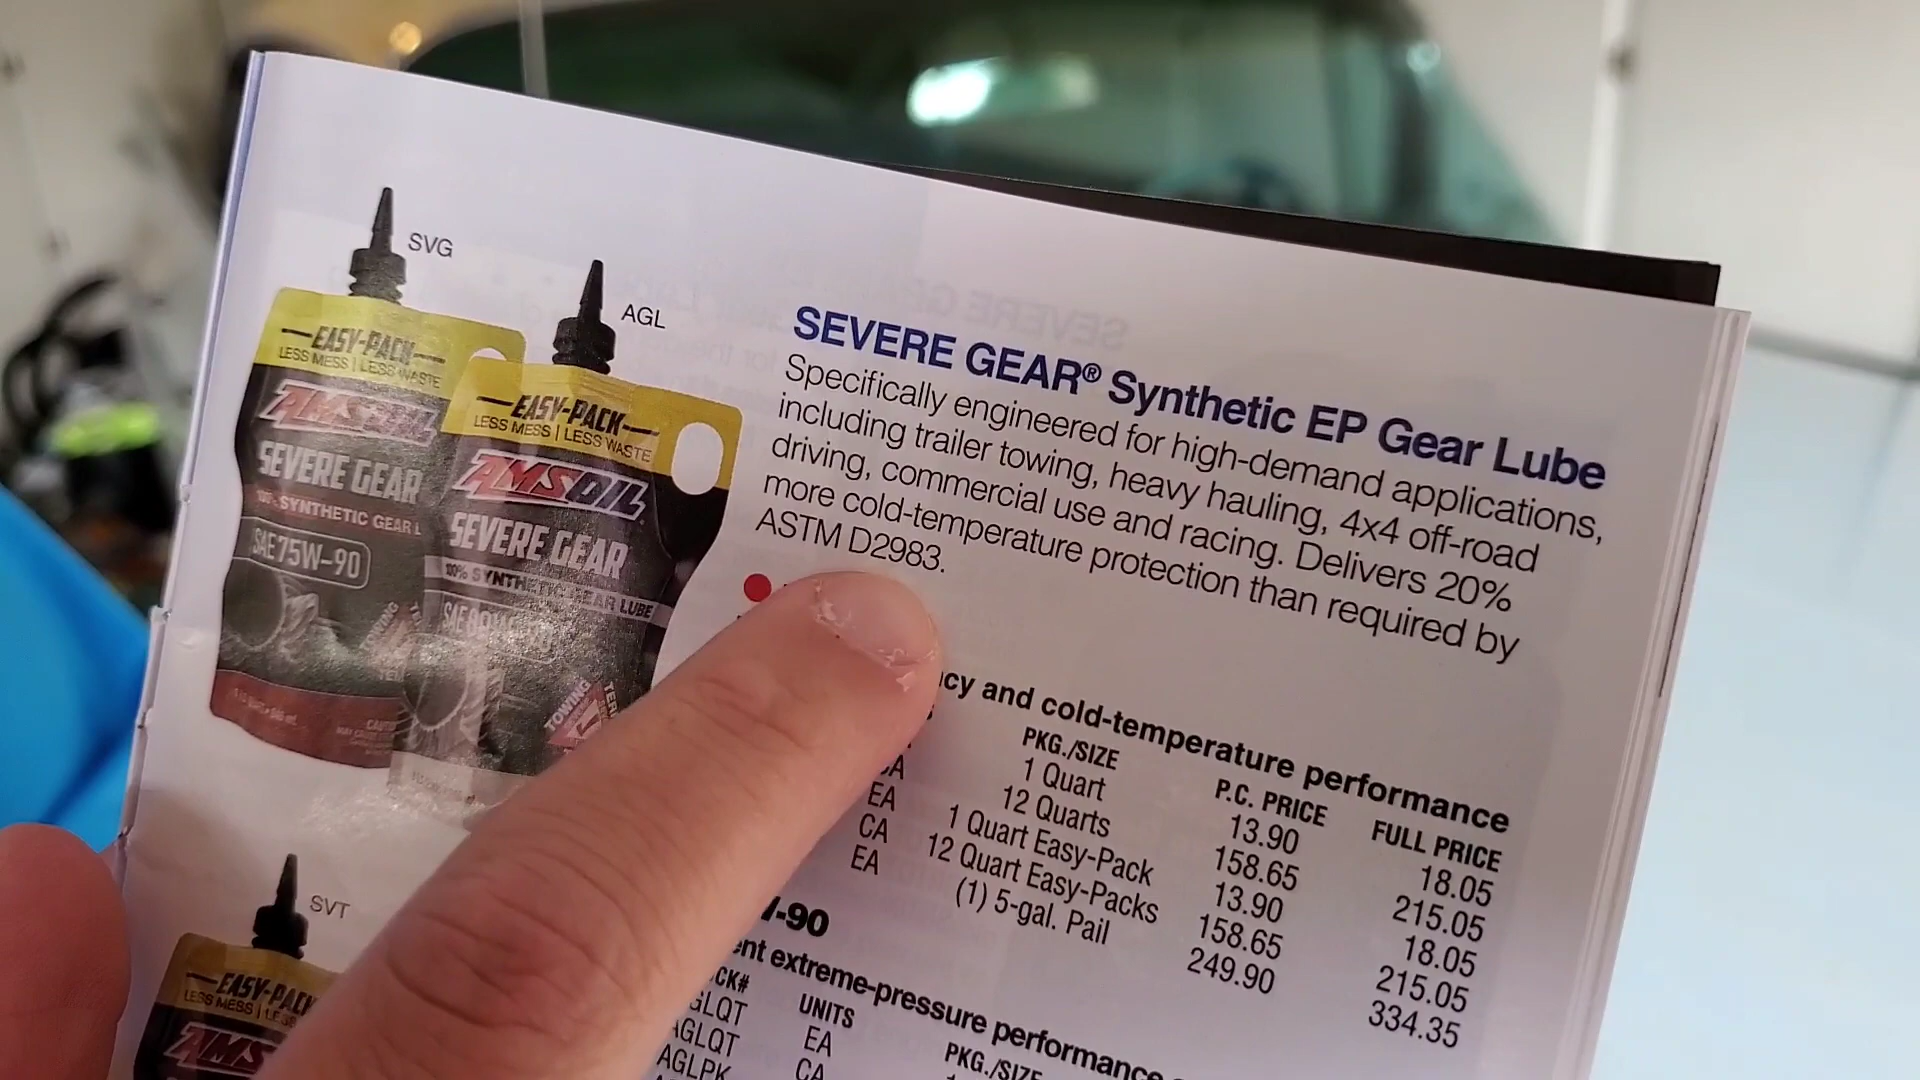 SVG
AGL
EASY-PACK
LESS MESS | LESS WASTE
AMSOIL
SEVERE GEAR
100% SYNTHETIC GEAR L
SAE 75W-90
EASY-PACK
LESS MESS | LESS WASTE
AMSOIL
SEVERE GEAR
100% SYNTHETIC GEAR LUBE
TOWING
SEVERE GEAR® Synthetic EP Gear Lube
Specifically engineered for high-demand applications,
including trailer towing, heavy hauling, 4x4 off-road
driving, commercial use and racing. Delivers 20%
more cold-temperature protection than required by
ASTM D2983.
cy and cold-temperature performance
PKG./SIZE P.C. PRICE FULL PRICE
1 Quart 13.90 18.05
EA 12 Quarts 158.65 215.05
CA 1 Quart Easy-Pack 13.90 18.05
EA 12 Quart Easy-Packs 158.65 215.05
(1) 5-gal. Pail 249.90 334.35
-90
ent extreme-pressure performance
CK# UNITS PKG./SIZE
GLQT EA
AGLQT CA
AGLPK
SVT
EASY-PACK
LESS MESS | LESS
AMS